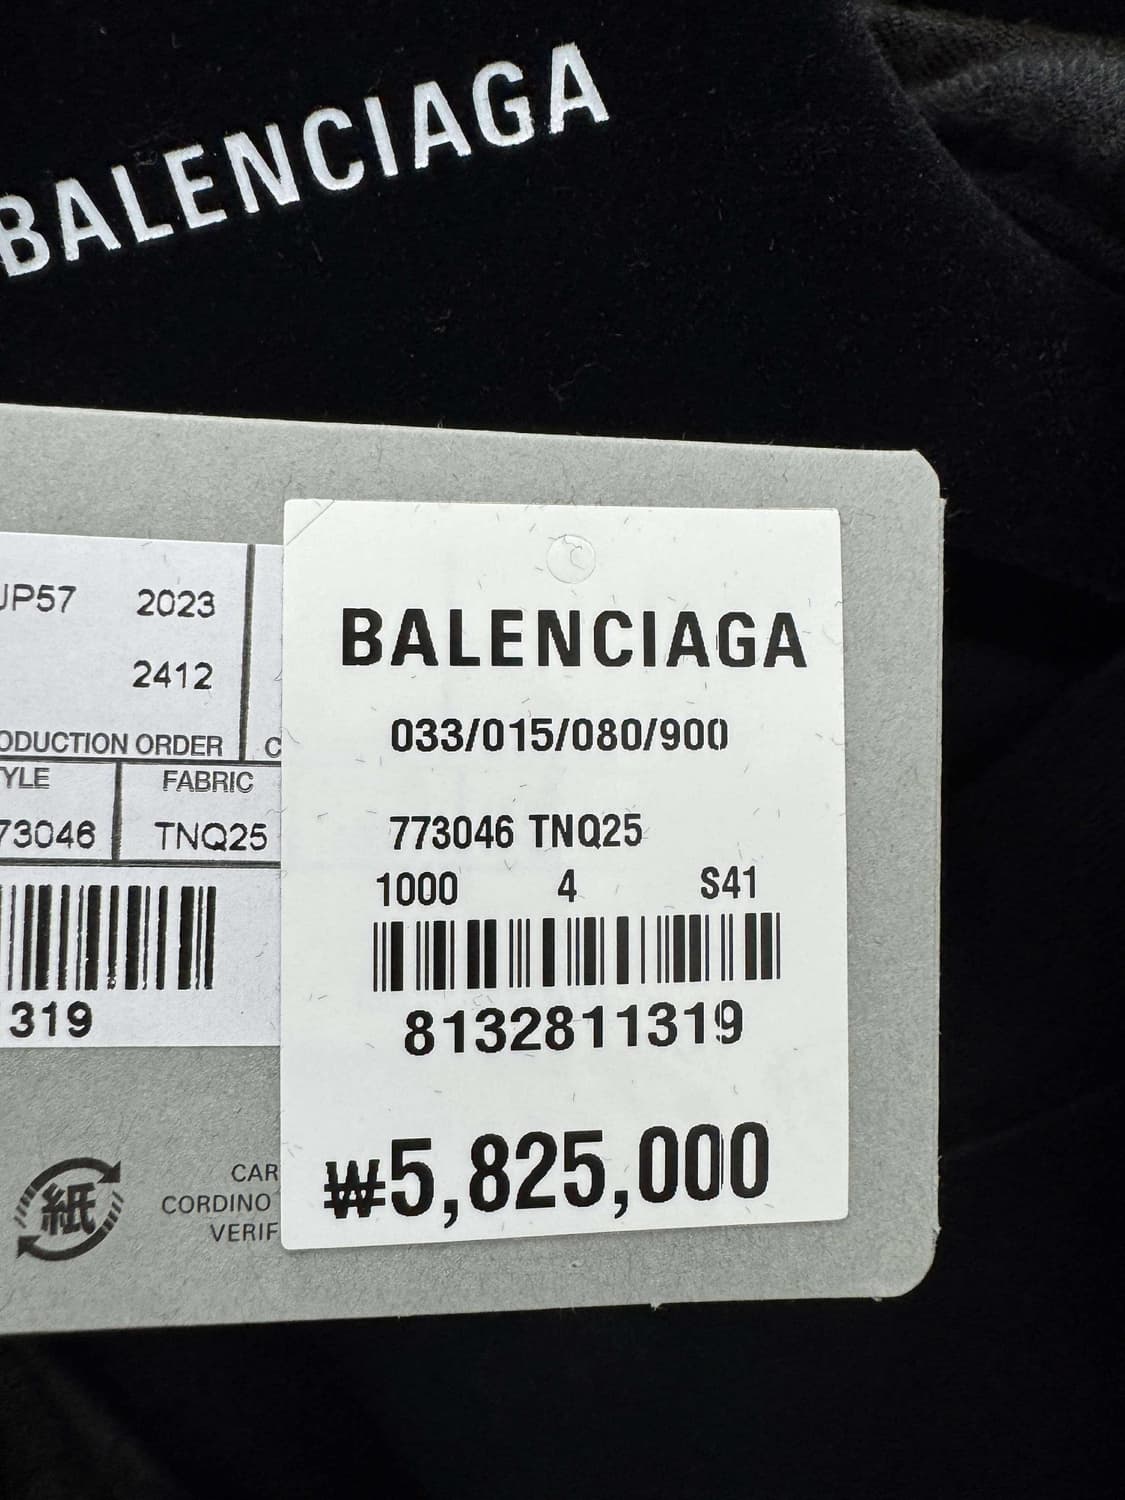 BALENCIAGA
JP57 2023
2412
ODUCTION ORDER C
YLE FABRIC
73046 TNQ25
319
紙
CAR
CORDINO
VERIF
BALENCIAGA
033/015/080/900
773046 TNQ25
1000 4 S41
8132811319
₩5,825,000